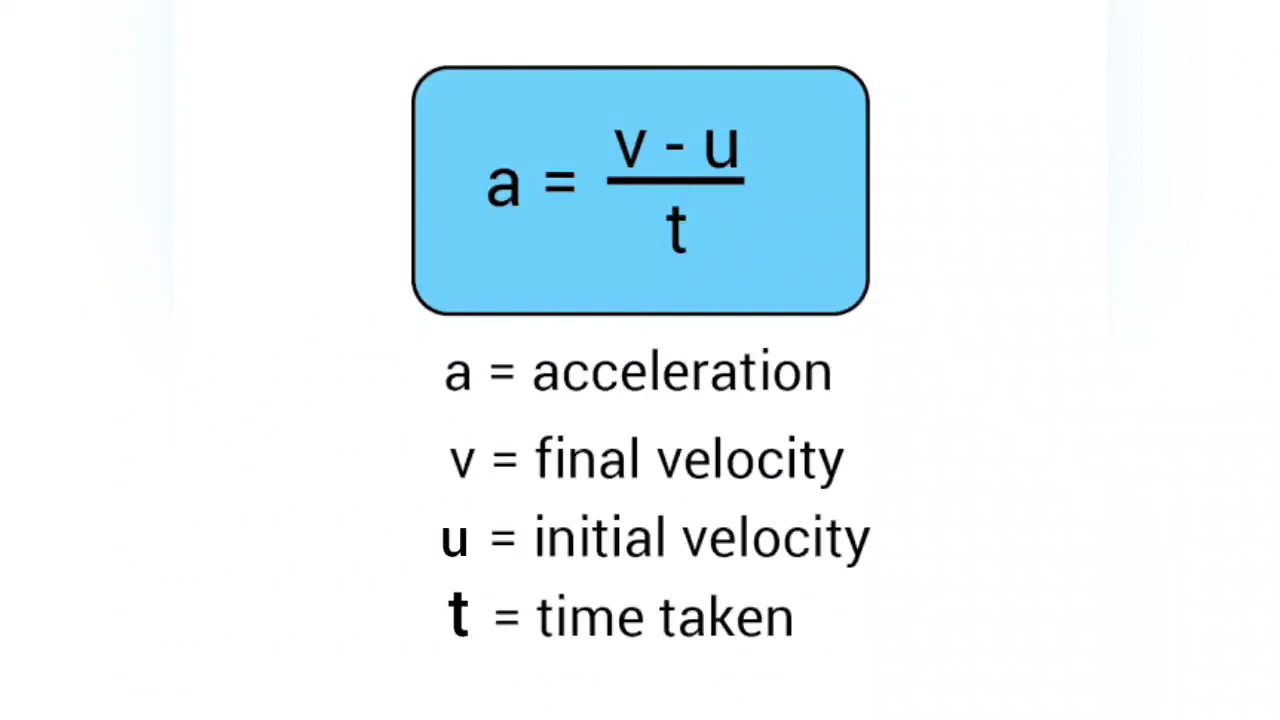 a = v - u
t
a = acceleration
v = final velocity
u = initial velocity
t = time taken